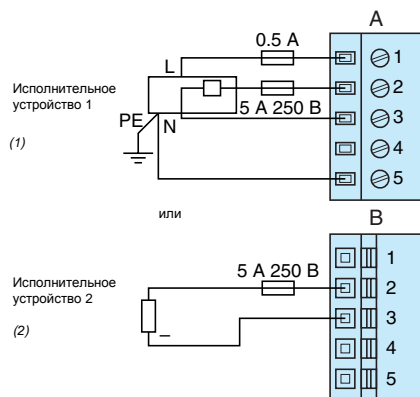 A
0.5 A
L
1
Исполнительное
устройство 1
2
5 A 250 В
PE
N
3
(1)
4
5
или
B
1
Исполнительное
устройство 2
5 A 250 В
2
(2)
3
–
4
5